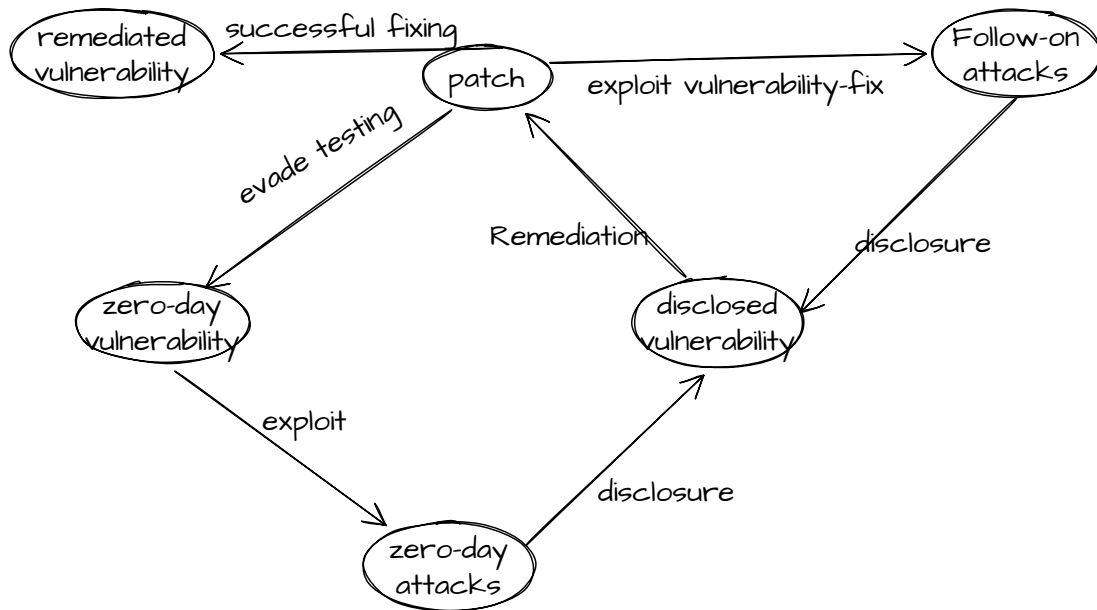 remediated
vulnerability
successful fixing
patch
exploit vulnerability-fix
Follow-on
attacks
evade testing
Remediation
disclosure
zero-day
vulnerability
disclosed
vulnerability
exploit
disclosure
zero-day
attacks